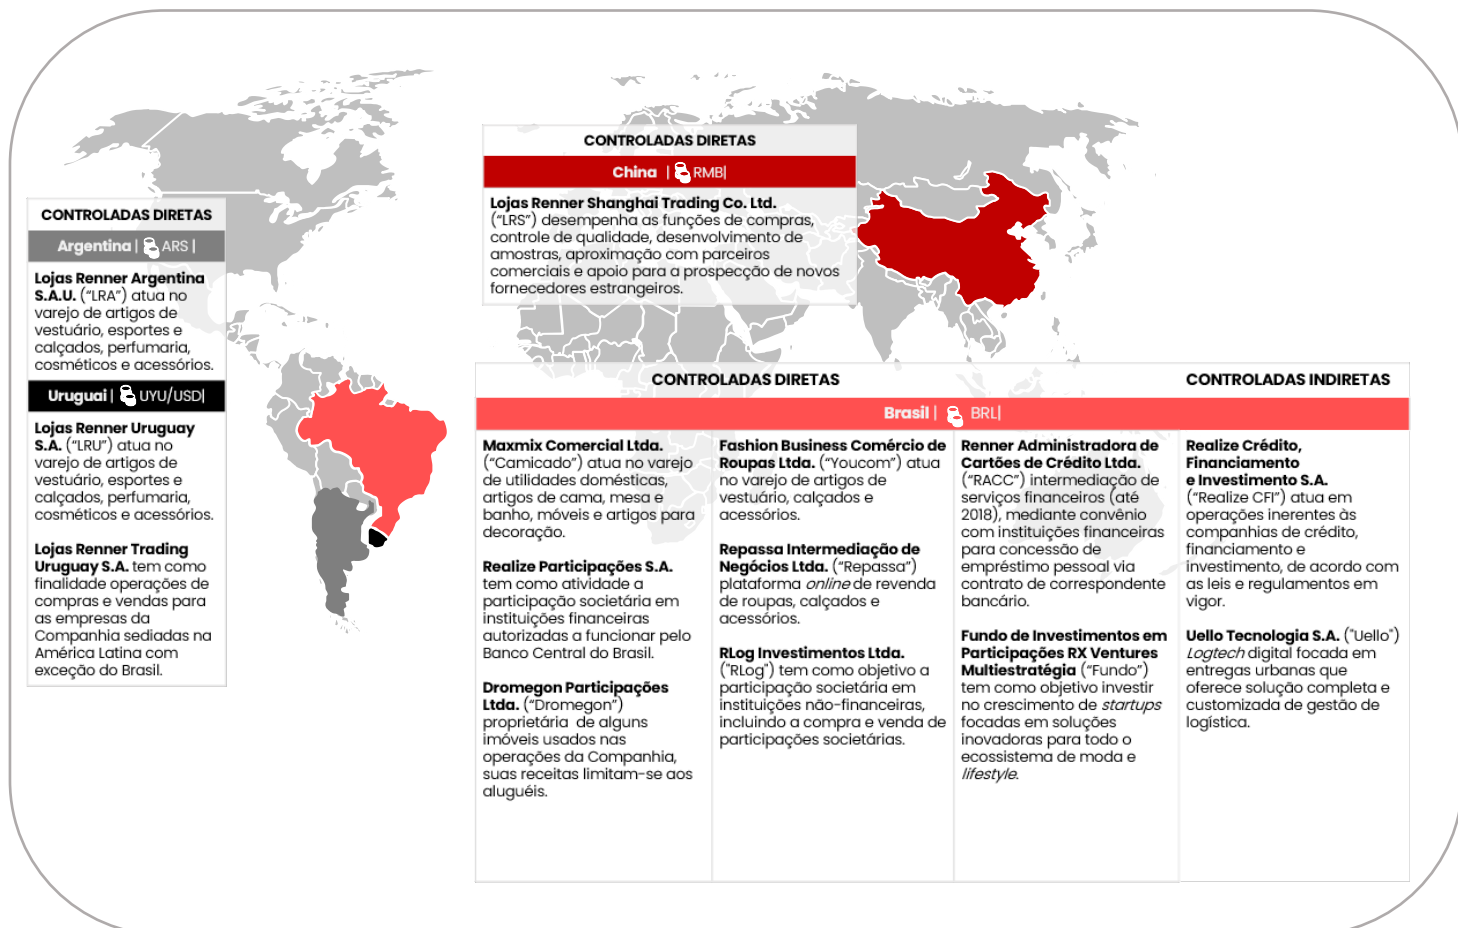 CONTROLADAS DIRETAS
Argentina | ARS |
Lojas Renner Argentina
S.A.U. (“LRA”) atua no
varejo de artigos de
vestuário, esportes e
calçados, perfumaria,
cosméticos e acessórios.
Uruguai | UYU/USD|
Lojas Renner Uruguay
S.A. (“LRU”) atua no
varejo de artigos de
vestuário, esportes e
calçados, perfumaria,
cosméticos e acessórios.
Lojas Renner Trading
Uruguay S.A. tem como
finalidade operações de
compras e vendas para
as empresas da
Companhia sediadas na
América Latina com
exceção do Brasil.
CONTROLADAS DIRETAS
China | RMB|
Lojas Renner Shanghai Trading Co. Ltd.
(“LRS”) desempenha as funções de compras,
controle de qualidade, desenvolvimento de
amostras, aproximação com parceiros
comerciais e apoio para a prospecção de novos
fornecedores estrangeiros.
CONTROLADAS DIRETAS
CONTROLADAS INDIRETAS
Brasil | BRL|
Maxmix Comercial Ltda.
(“Camicado”) atua no varejo
de utilidades domésticas,
artigos de cama, mesa e
banho, móveis e artigos para
decoração.
Realize Participações S.A.
tem como atividade a
participação societária em
instituições financeiras
autorizadas a funcionar pelo
Banco Central do Brasil.
Dromegon Participações
Ltda. (“Dromegon”)
proprietária de alguns
imóveis usados nas
operações da Companhia,
suas receitas limitam-se aos
aluguéis.
Fashion Business Comércio de
Roupas Ltda. (“Youcom”) atua
no varejo de artigos de
vestuário, calçados e
acessórios.
Repassa Intermediação de
Negócios Ltda. (“Repassa”)
plataforma online de revenda
de roupas, calçados e
acessórios.
RLog Investimentos Ltda.
("RLog") tem como objetivo a
participação societária em
instituições não-financeiras,
incluindo a compra e venda de
participações societárias.
Renner Administradora de
Cartões de Crédito Ltda.
(“RACC”) intermediação de
serviços financeiros (até
2018), mediante convênio
com instituições financeiras
para concessão de
empréstimo pessoal via
contrato de correspondente
bancário.
Fundo de Investimentos em
Participações RX Ventures
Multiestratégia (“Fundo”)
tem como objetivo investir
no crescimento de startups
focadas em soluções
inovadoras para todo o
ecossistema de moda e
lifestyle.
Realize Crédito,
Financiamento
e Investimento S.A.
(“Realize CFI”) atua em
operações inerentes às
companhias de crédito,
financiamento e
investimento, de acordo com
as leis e regulamentos em
vigor.
Uello Tecnologia S.A. ("Uello")
Logtech digital focada em
entregas urbanas que
oferece solução completa e
customizada de gestão de
logística.